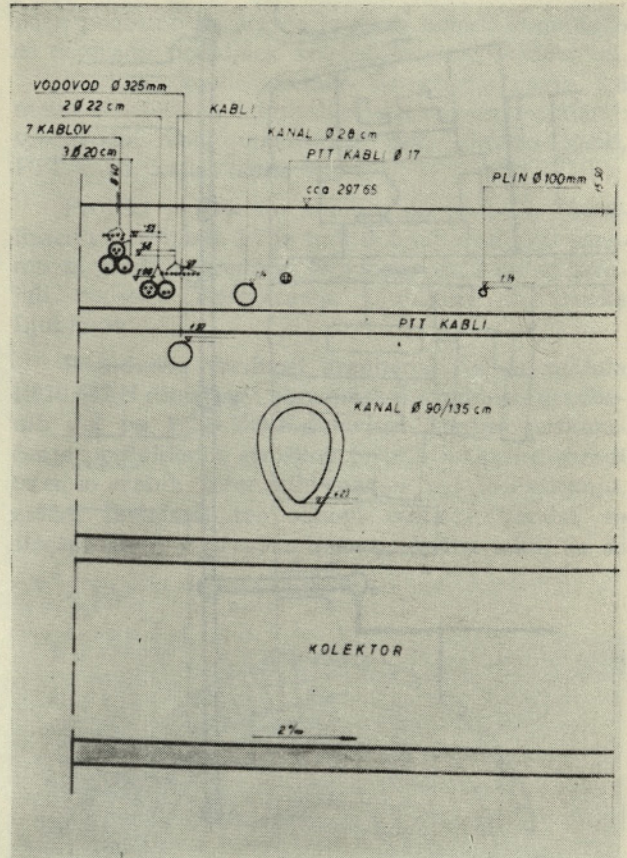 VODOVOD Ø 325mm
2 Ø 22 cm
KABLI
7 KABLOV
KANAL Ø 28 cm
3 Ø 20 cm
PTT KABLI Ø 17
PLIN Ø 100mm
cca 297.65
PTT KABLI
KANAL Ø 90/135 cm
KOLEKTOR
2‰